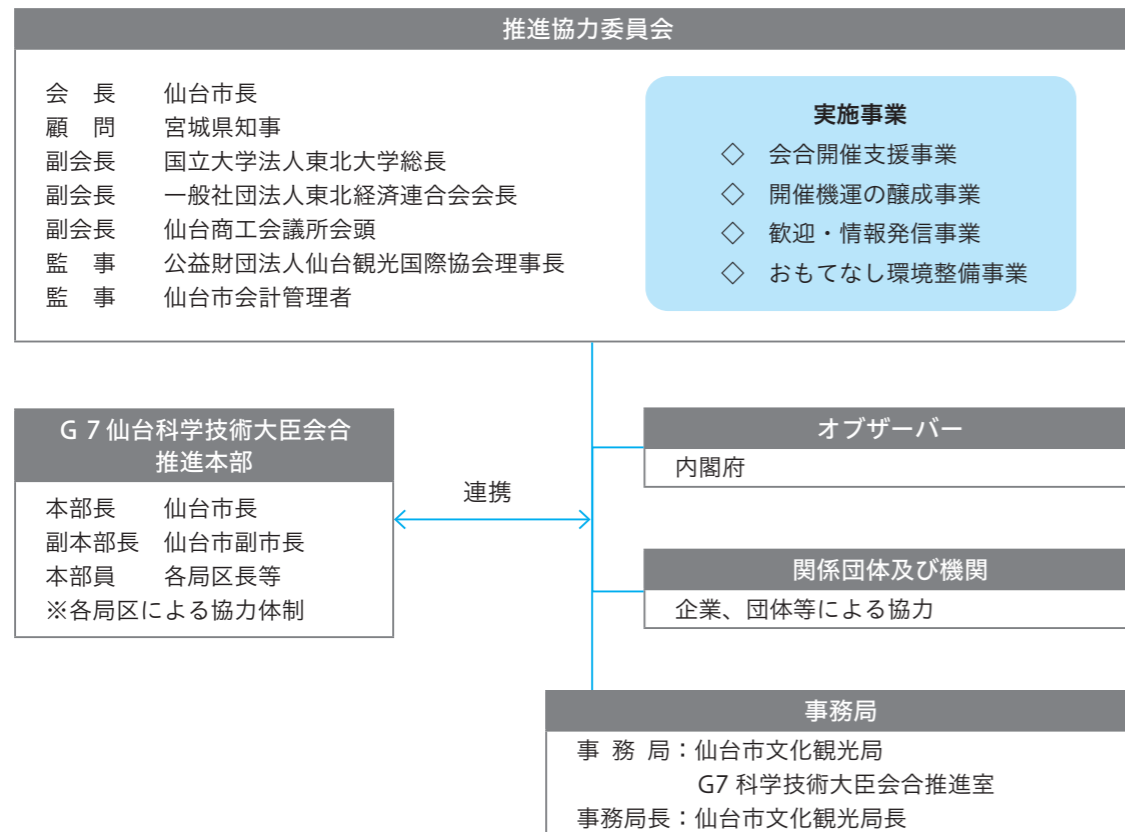 推進協力委員会
会　長　　仙台市長
顧　問　　宮城県知事
副会長　　国立大学法人東北大学総長
副会長　　一般社団法人東北経済連合会会長
副会長　　仙台商工会議所会頭
監　事　　公益財団法人仙台観光国際協会理事長
監　事　　仙台市会計管理者
実施事業
◇　会合開催支援事業
◇　開催機運の醸成事業
◇　歓迎・情報発信事業
◇　おもてなし環境整備事業
G 7 仙台科学技術大臣会合
推進本部
本部長　　仙台市長
副本部長　仙台市副市長
本部員　　各局区長等
※各局区による協力体制
連携
オブザーバー
内閣府
関係団体及び機関
企業、団体等による協力
事務局
事 務 局：仙台市文化観光局
G7 科学技術大臣会合推進室
事務局長：仙台市文化観光局長